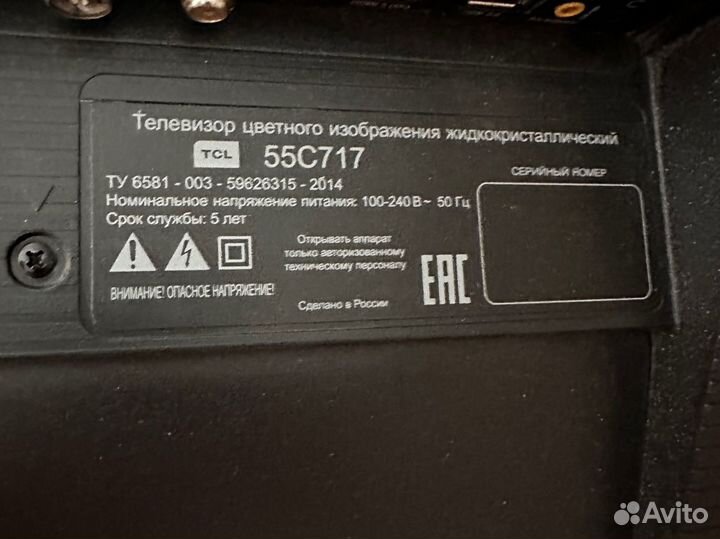 Телевизор цветного изображения жидкокристаллический
TCL 55C717
ТУ 6581 - 003 - 59626315 - 2014
Номинальное напряжение питания: 100-240 В ~ 50 Гц
Срок службы: 5 лет
СЕРИЙНЫЙ НОМЕР
ВНИМАНИЕ! ОПАСНОЕ НАПРЯЖЕНИЕ!
Открывать аппарат
только авторизованному
техническому персоналу
Сделано в России
EAC
Avito